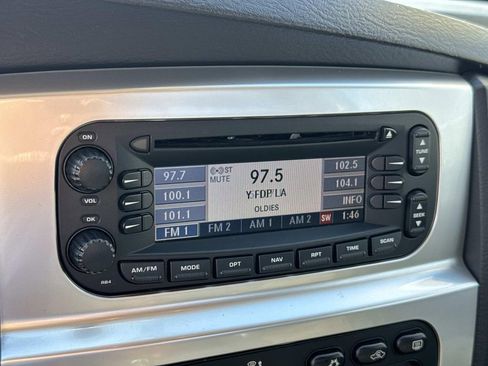 ON
VOL
DK
RB4
97.7
100.1
101.1
ST
MUTE
97.5
OLDIES
102.5
104.1
INFO
FM 1 FM 2 AM 1 AM 2 SW 1:46
TUNE
SEEK
AM/FM MODE OPT NAV RPT TIME SCAN